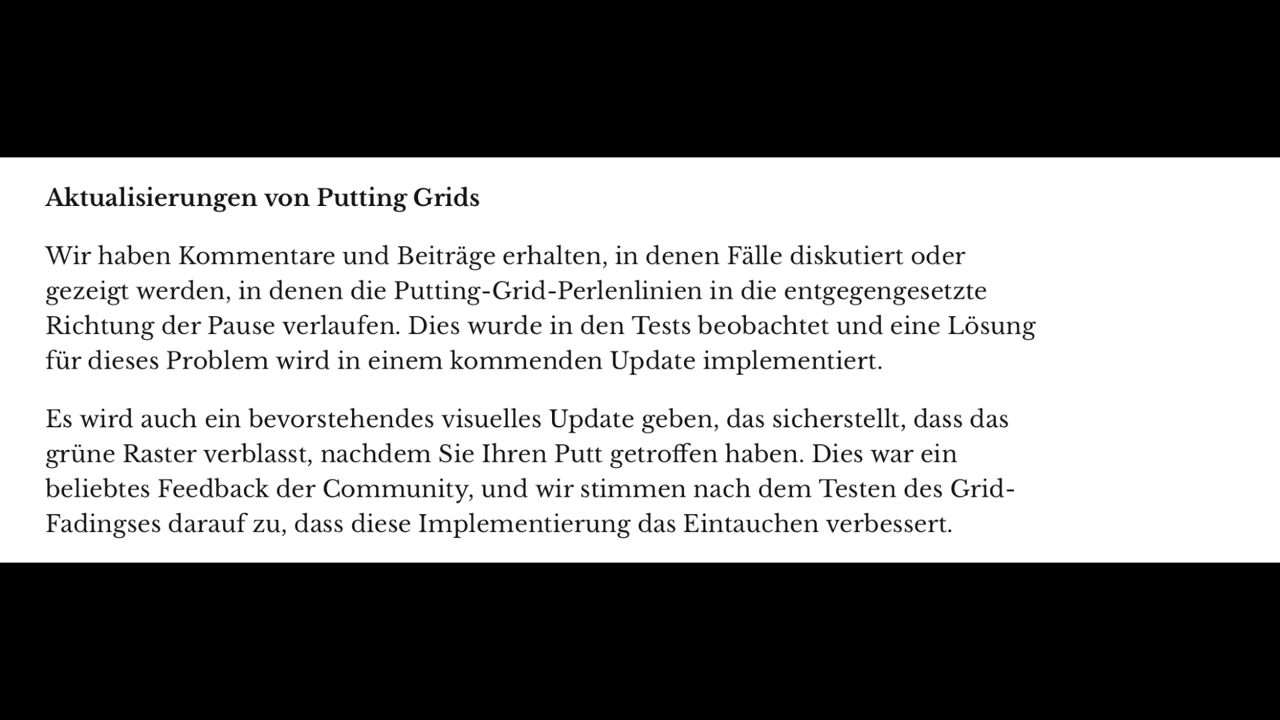 Aktualisierungen von Putting Grids
Wir haben Kommentare und Beiträge erhalten, in denen Fälle diskutiert oder
gezeigt werden, in denen die Putting-Grid-Perlenlinien in die entgegengesetzte
Richtung der Pause verlaufen. Dies wurde in den Tests beobachtet und eine Lösung
für dieses Problem wird in einem kommenden Update implementiert.
Es wird auch ein bevorstehendes visuelles Update geben, das sicherstellt, dass das
grüne Raster verblasst, nachdem Sie Ihren Putt getroffen haben. Dies war ein
beliebtes Feedback der Community, und wir stimmen nach dem Testen des Grid-
Fadingses darauf zu, dass diese Implementierung das Eintauchen verbessert.